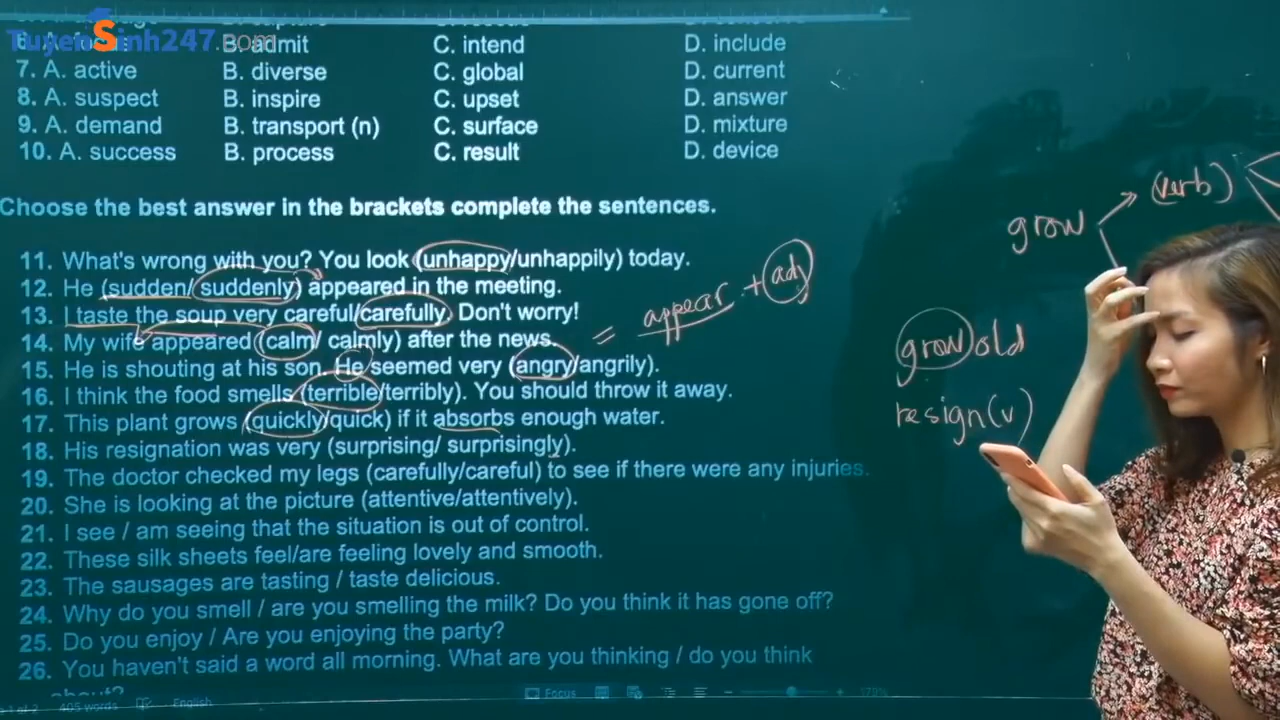 TuyenSinh247.com
6. B. admit C. intend D. include
7. A. active B. diverse C. global D. current
8. A. suspect B. inspire C. upset D. answer
9. A. demand B. transport (n) C. surface D. mixture
10. A. success B. process C. result D. device
Choose the best answer in the brackets complete the sentences.
11. What's wrong with you? You look (unhappy/unhappily) today.
12. He (sudden/ suddenly) appeared in the meeting.
13. I taste the soup very careful/carefully. Don't worry!
14. My wife appeared (calm/ calmly) after the news.
15. He is shouting at his son. He seemed very (angry/angrily).
16. I think the food smells (terrible/terribly). You should throw it away.
17. This plant grows (quickly/quick) if it absorbs enough water.
18. His resignation was very (surprising/ surprisingly).
19. The doctor checked my legs (carefully/careful) to see if there were any injuries.
20. She is looking at the picture (attentive/attentively).
21. I see / am seeing that the situation is out of control.
22. These silk sheets feel/are feeling lovely and smooth.
23. The sausages are tasting / taste delicious.
24. Why do you smell / are you smelling the milk? Do you think it has gone off?
25. Do you enjoy / Are you enjoying the party?
26. You haven't said a word all morning. What are you thinking / do you think
about?
= appear + adj
grow (verb)
grow old
resign (v)
405 words
English
Focus